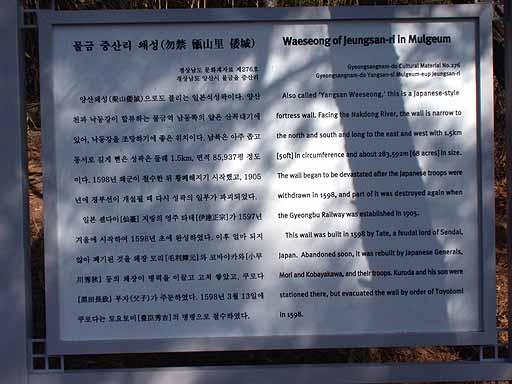 물금 중산리 왜성(勿禁 甑山里 倭城)
경상남도 문화재자료 제276호
경상남도 양산시 물금읍 중산리
양산왜성(梁山倭城)으로도 불리는 일본식성곽이다. 양산
천과 낙동강이 합류하는 물금역 남동쪽의 얕은 산꼭대기에
있어, 낙동강을 조망하기에 좋은 위치이다. 남북은 아주 좁고
동서로 길게 뻗은 성곽은 둘레 1.5km, 면적 85,937평 정도
이다. 1598년 왜군이 철수한 뒤 황폐해지기 시작했고, 1905
년에 경부선이 개설될 때 다시 성곽의 일부가 파괴되었다.
일본 센다이[仙臺] 지방의 영주 다테[伊達正宗]가 1597년
겨울에 시작하여 1598년 초에 완성하였다. 이후 얼마 되지
않아 폐기된 것을 왜장 모리[毛利輝元]와 코바야카와[小早
川秀秋] 등의 왜장이 병력을 이끌고 고쳐 쌓았고, 쿠로다
[黑田長政] 부자(父子)가 주둔하였다. 1598년 3월 13일에
쿠로다는 토요토미[豊臣秀吉]의 명령으로 철수하였다.
Waeseong of Jeungsan-ri in Mulgeum
Gyeongsangnam-do Cultural Material No.276
Gyeongsangnam-do Yangsan-si Mulgeum-eup Jeungsan-ri
Also called 'Yangsan Waeseong,' this is a Japanese-style
fortress wall. Facing the Nakdong River, the wall is narrow to
the north and south and long to the east and west with 1.5km
[50ft] in circumference and about 283,592m [68 acres] in size.
The wall began to be devastated after the Japanese troops were
withdrawn in 1598, and part of it was destroyed again when
the Gyeongbu Railway was established in 1905.
This wall was built in 1598 by Tate, a feudal lord of Sendai,
Japan. Abandoned soon, it was rebuilt by Japanese Generals,
Mori and Kobayakawa, and their troops. Kuroda and his son were
stationed there, but evacuated the wall by order of Toyotomi
in 1598.